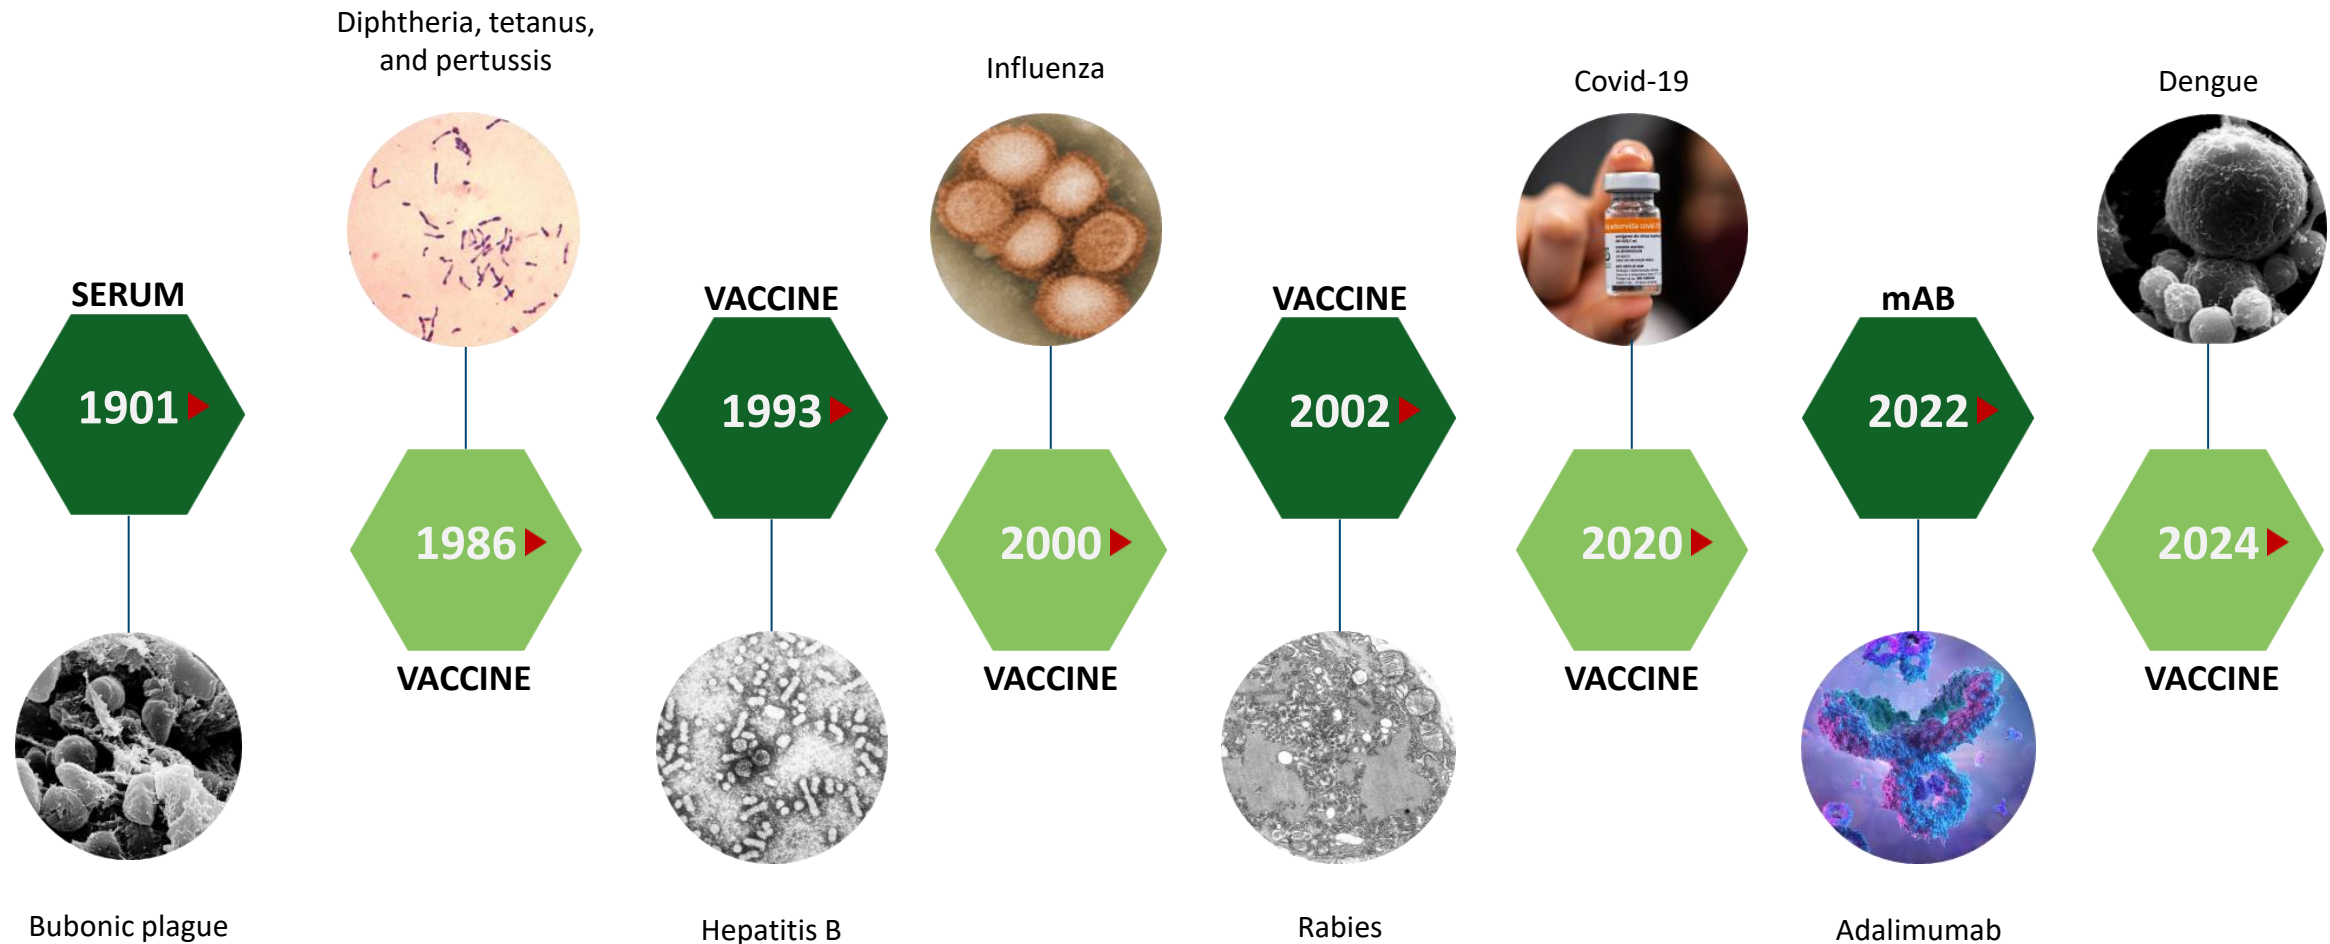 Diphtheria, tetanus,
and pertussis
Influenza
Covid-19
Dengue
SERUM
VACCINE
VACCINE
mAB
1901
1986
1993
2000
2002
2020
2022
2024
VACCINE
VACCINE
VACCINE
VACCINE
Bubonic plague
Hepatitis B
Rabies
Adalimumab